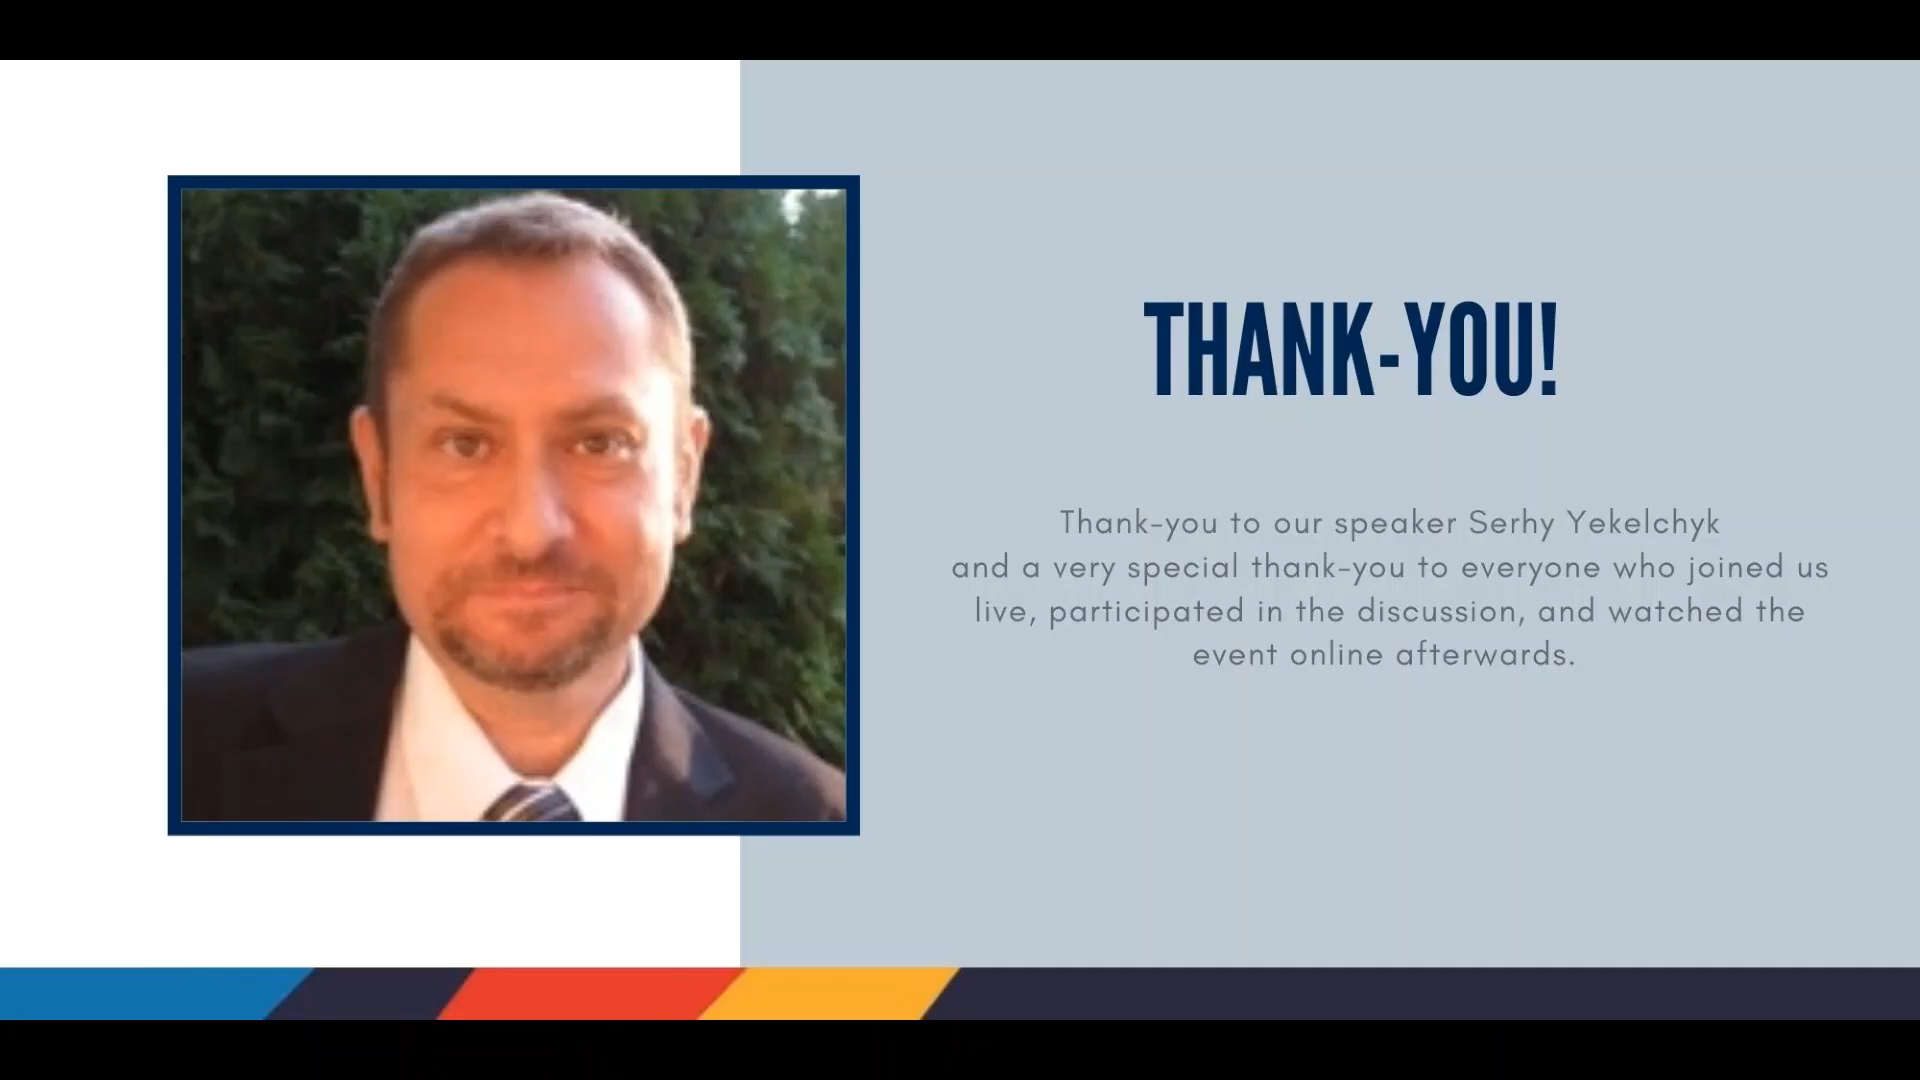 THANK-YOU!
Thank-you to our speaker Serhy Yekelchyk
and a very special thank-you to everyone who joined us
live, participated in the discussion, and watched the
event online afterwards.